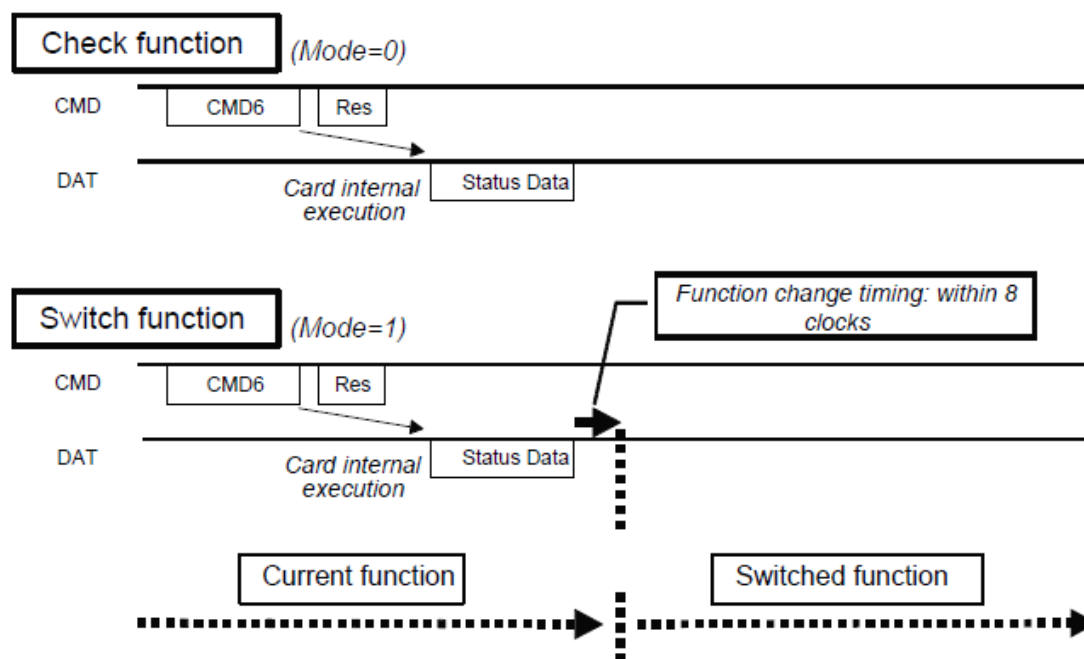 Check function (Mode=0)
CMD CMD6 Res
DAT Status Data
Card internal
execution
Function change timing: within 8
clocks
Switch function (Mode=1)
CMD CMD6 Res
DAT Status Data
Card internal
execution
Current function Switched function